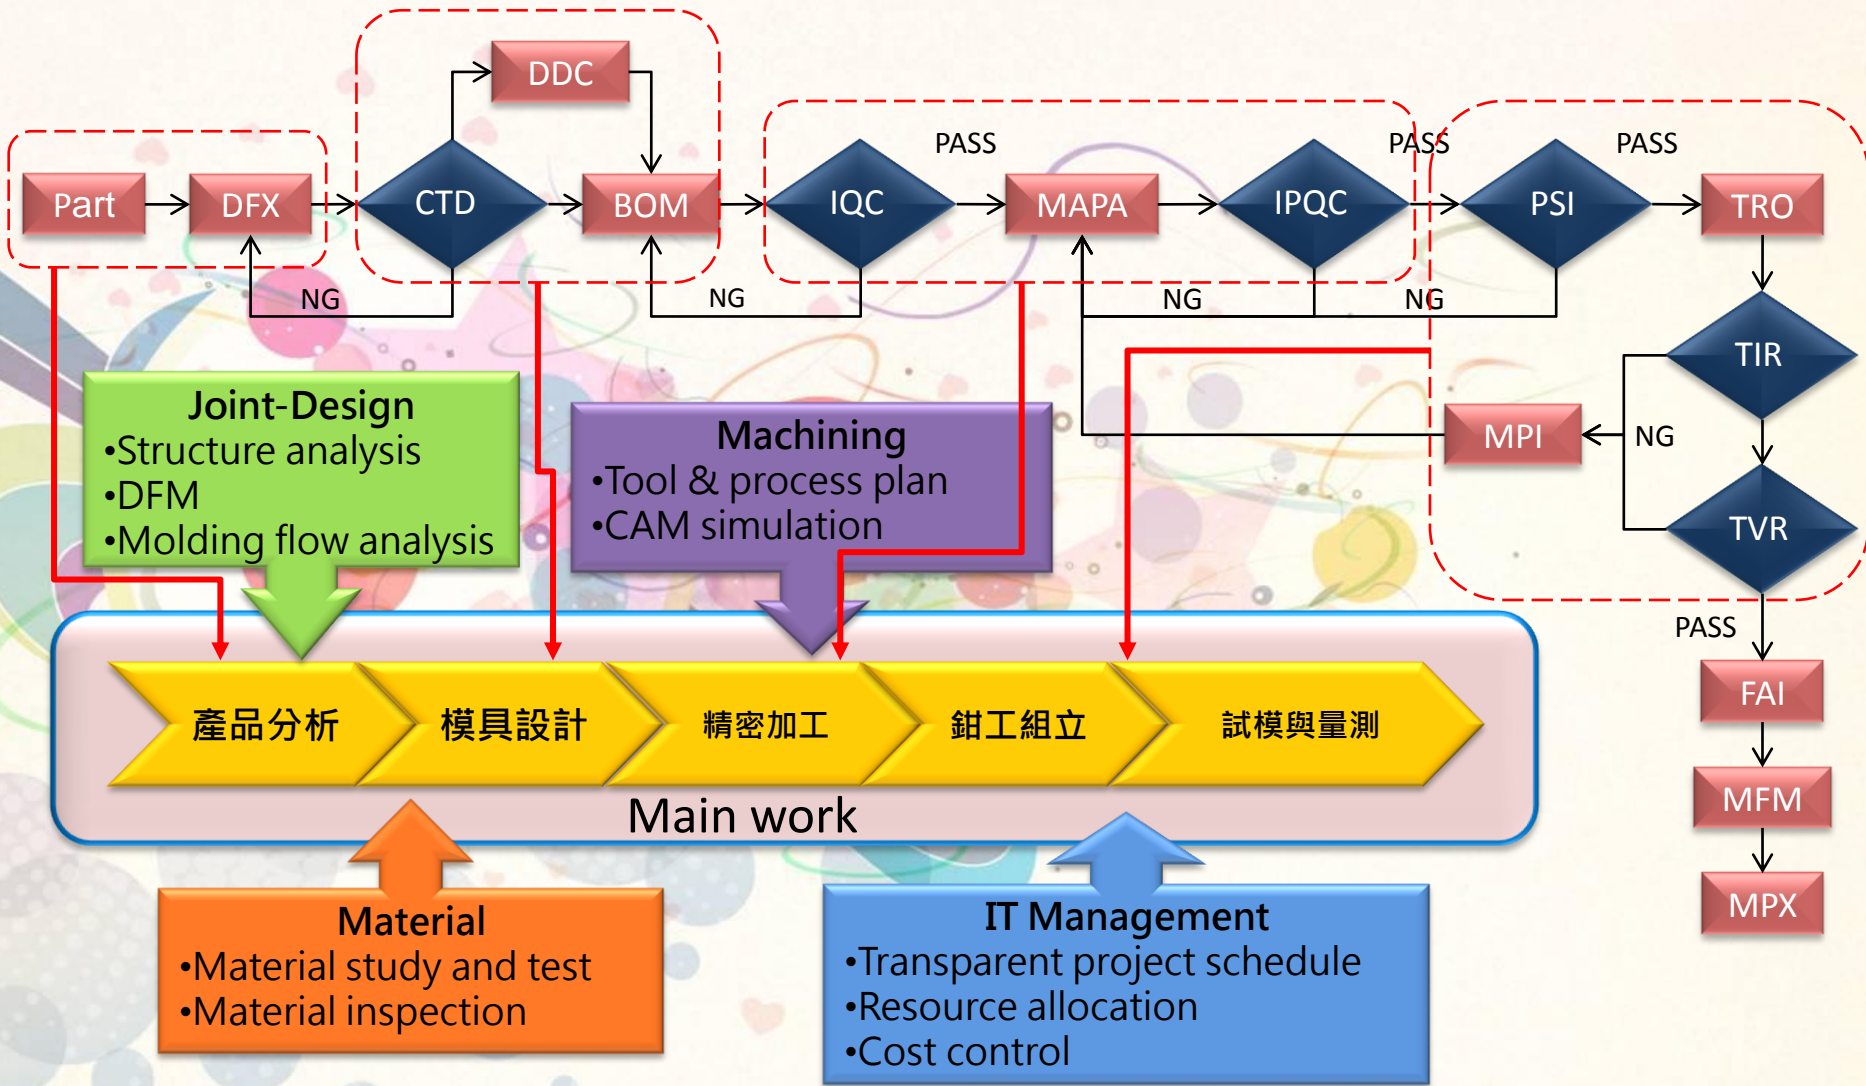 DDC
PASS
PASS
PASS
Part
DFX
CTD
BOM
IQC
MAPA
IPQC
PSI
TRO
NG
NG
NG
NG
TIR
MPI
NG
TVR
PASS
FAI
MFM
MPX
Joint-Design
•Structure analysis
•DFM
•Molding flow analysis
Machining
•Tool & process plan
•CAM simulation
產品分析
模具設計
精密加工
鉗工組立
試模與量測
Main work
Material
•Material study and test
•Material inspection
IT Management
•Transparent project schedule
•Resource allocation
•Cost control